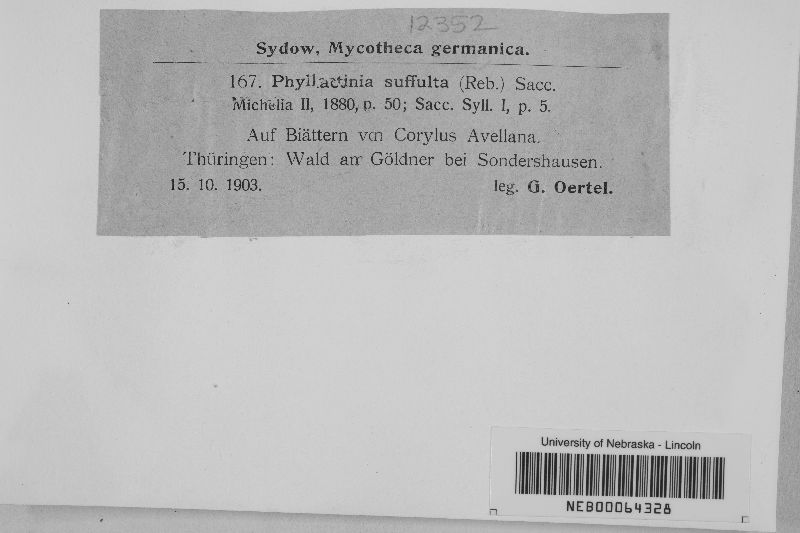 12352
Sydow, Mycotheca germanica.
167. Phyllactinia suffulta (Reb.) Sacc.
Michelia II, 1880, p. 50; Sacc. Syll. I, p. 5.
Auf Blättern von Corylus Avellana.
Thüringen: Wald am Göldner bei Sondershausen.
15. 10. 1903. leg. G. Oertel.
University of Nebraska - Lincoln
NEB00064328